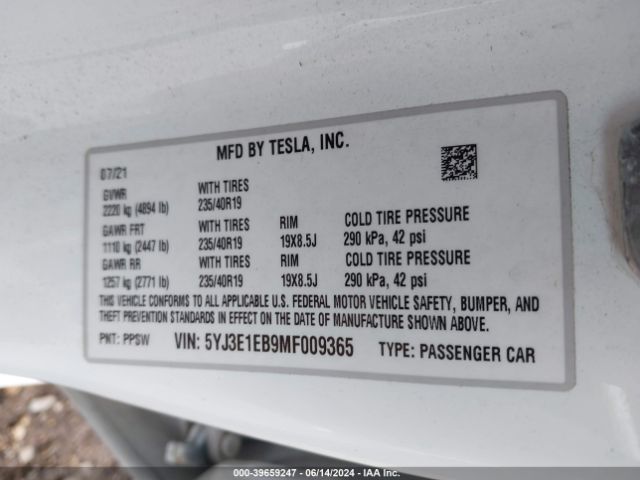 MFD BY TESLA, INC.
07/21
GVWR WITH TIRES
2220 kg (4894 lb) 235/40R19
GAWR FRT WITH TIRES RIM COLD TIRE PRESSURE
1110 kg (2447 lb) 235/40R19 19X8.5J 290 kPa, 42 psi
GAWR RR WITH TIRES RIM COLD TIRE PRESSURE
1257 kg (2771 lb) 235/40R19 19X8.5J 290 kPa, 42 psi
THIS VEHICLE CONFORMS TO ALL APPLICABLE U.S. FEDERAL MOTOR VEHICLE SAFETY, BUMPER, AND
THEFT PREVENTION STANDARDS IN EFFECT ON THE DATE OF MANUFACTURE SHOWN ABOVE.
PNT: PPSW VIN: 5YJ3E1EB9MF009365 TYPE: PASSENGER CAR
000-39659247 - 06/14/2024 - IAA Inc.